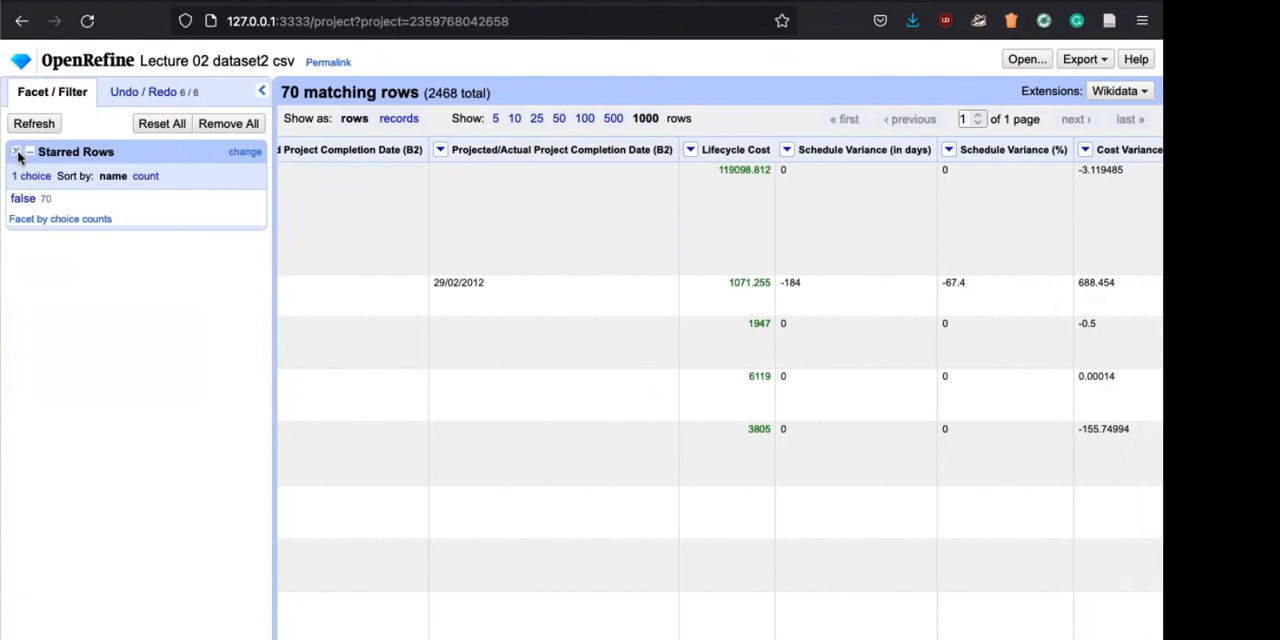 127.0.0.1:3333/project?project=2359768042658
OpenRefine Lecture 02 dataset2 csv Permalink
Open... Export Help
Facet / Filter Undo / Redo 6 / 6
70 matching rows (2468 total)
Extensions: Wikidata
Refresh Reset All Remove All
Show as: rows records Show: 5 10 25 50 100 500 1000 rows
« first ‹ previous 1 of 1 page next › last »
Starred Rows change
1 choice Sort by: name count
false 70
Facet by choice counts
d Project Completion Date (B2) Projected/Actual Project Completion Date (B2) Lifecycle Cost Schedule Variance (in days) Schedule Variance (%) Cost Variance
119098.812 0 0 -3.119485
29/02/2012 1071.255 -184 -67.4 688.454
1947 0 0 -0.5
6119 0 0 0.00014
3805 0 0 -155.74994